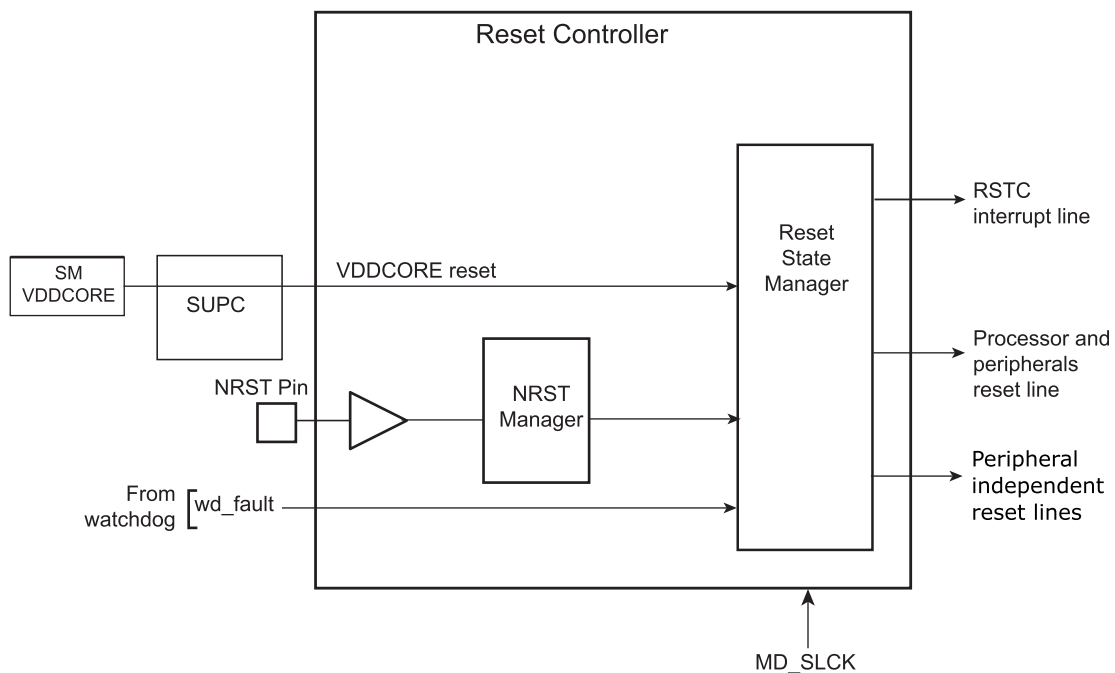 Reset Controller
RSTC
interrupt line
Reset
State
Manager
VDDCORE reset
SM
VDDCORE
SUPC
Processor and
peripherals
reset line
NRST Pin
NRST
Manager
Peripheral
independent
reset lines
From
watchdog
wd_fault
MD_SLCK